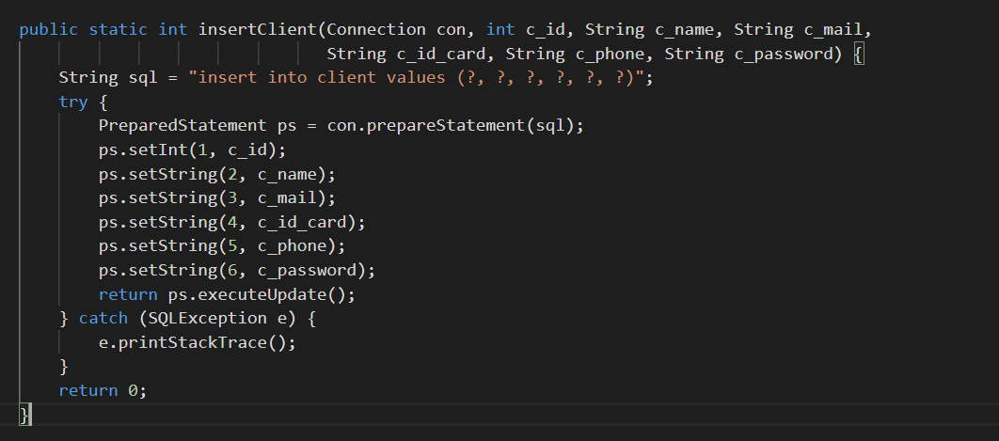 public static int insertClient(Connection con, int c_id, String c_name, String c_mail,
                               String c_id_card, String c_phone, String c_password) {
    String sql = "insert into client values (?, ?, ?, ?, ?, ?)";
    try {
        PreparedStatement ps = con.prepareStatement(sql);
        ps.setInt(1, c_id);
        ps.setString(2, c_name);
        ps.setString(3, c_mail);
        ps.setString(4, c_id_card);
        ps.setString(5, c_phone);
        ps.setString(6, c_password);
        return ps.executeUpdate();
    } catch (SQLException e) {
        e.printStackTrace();
    }
    return 0;
}